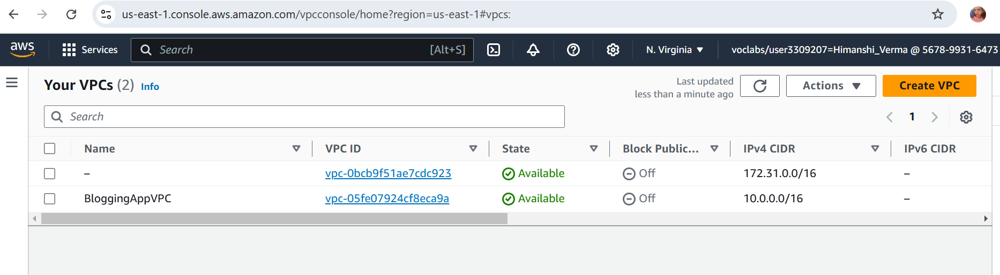 us-east-1.console.aws.amazon.com/vpcconsole/home?region=us-east-1#vpcs:
aws Services Search [Alt+S] N. Virginia voclabs/user3309207=Himanshi_Verma @ 5678-9931-6473
Your VPCs (2) Info
Last updated
less than a minute ago
Actions
Create VPC
Search
1
Name VPC ID State Block Public... IPv4 CIDR IPv6 CIDR
– vpc-0bcb9f51ae7cdc923 Available Off 172.31.0.0/16 –
BloggingAppVPC vpc-05fe07924cf8eca9a Available Off 10.0.0.0/16 –